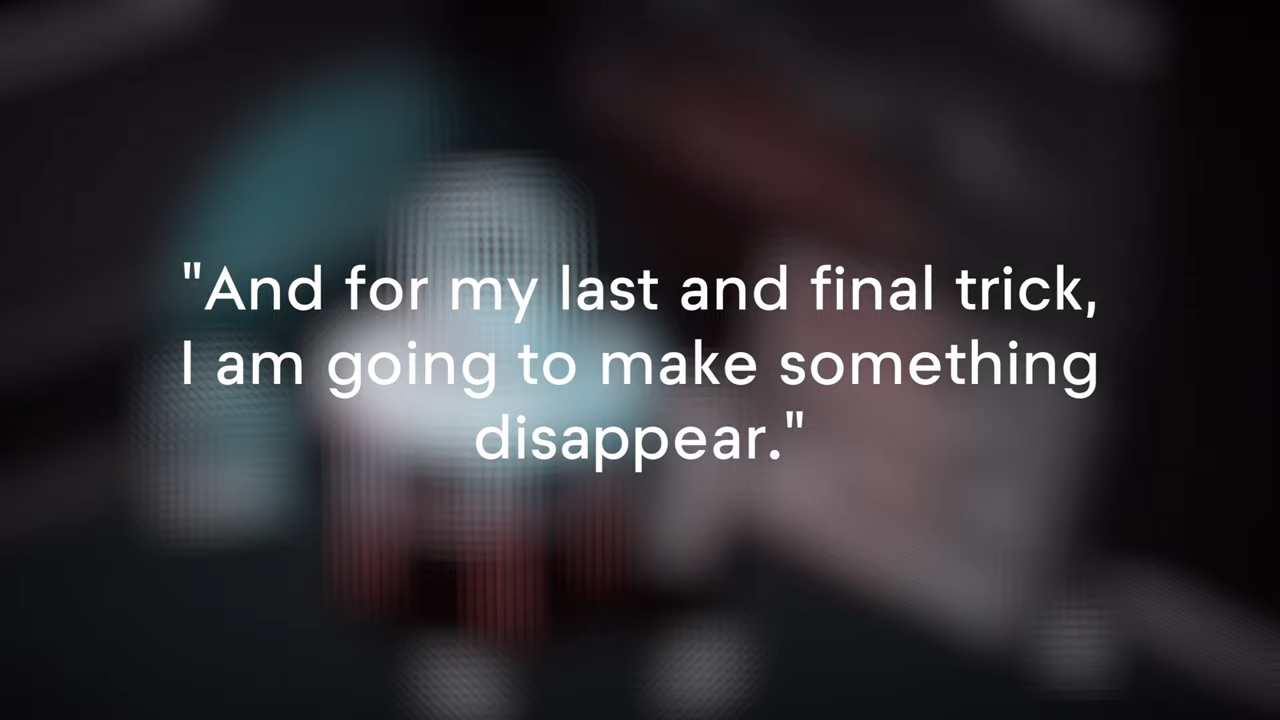 "And for my last and final trick,
I am going to make something
disappear."